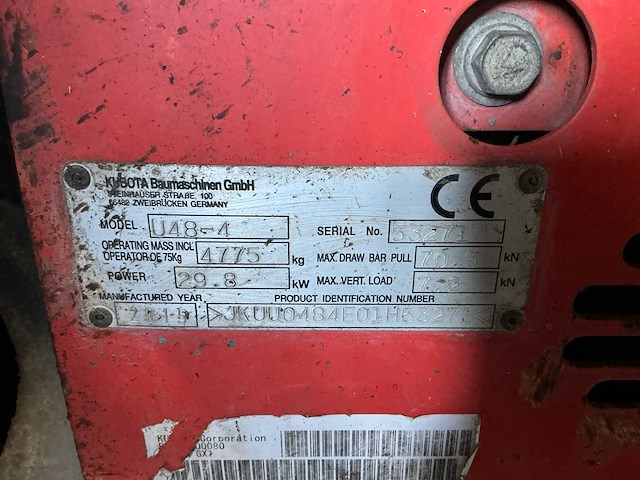 KUBOTA Baumaschinen GmbH
STEINHAUSER STRAßE 100
66482 ZWEIBRÜCKEN GERMANY
CE
MODEL U48-4
SERIAL No. 53271
OPERATING MASS INCL
OPERATOR OF 75Kg 4775 kg
MAX. DRAW BAR PULL kN
POWER 29.8 kW
MAX. VERT. LOAD kN
MANUFACTURED YEAR
PRODUCT IDENTIFICATION NUMBER
JKUU0484E01H53271
Corporation